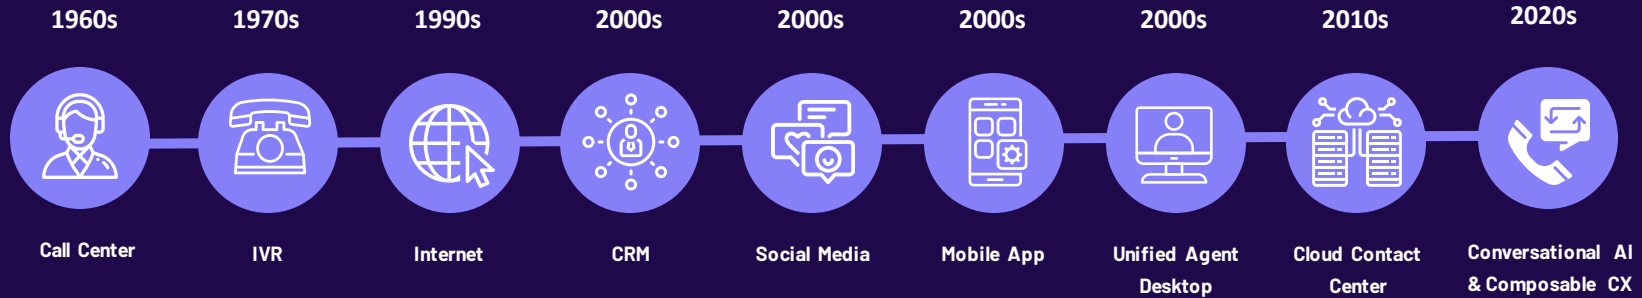 1960s
1970s
1990s
2000s
2000s
2000s
2000s
2010s
2020s
Call Center
IVR
Internet
CRM
Social Media
Mobile App
Unified Agent
Desktop
Cloud Contact
Center
Conversational AI
& Composable CX